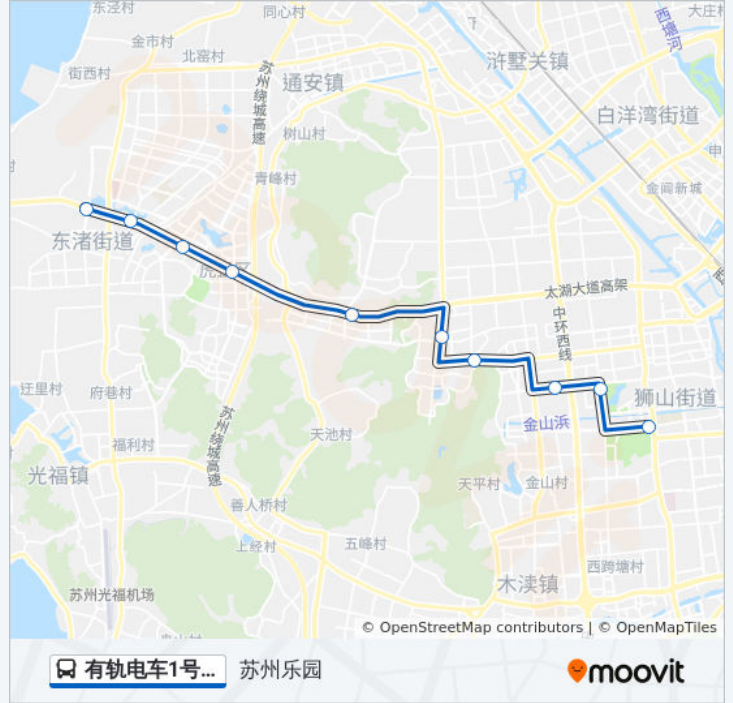 东泾村
同心村
大庄村
西塘河
金市村
北窑村
浒墅关镇
街西村
通安镇
苏州绕城高速
白洋湾街道
树山村
申
村
青峰村
金阊新城
东渚街道
太湖大道高架
中环西线
迂里村
府巷村
狮山街道
金山浜
苏州绕城高速
天池村
福利村
光福镇
天平村
金山村
善人桥村
上经村
五峰村
西跨塘村
木渎镇
苏州光福机场
© OpenStreetMap contributors | © OpenMapTiles
有轨电车1号...
苏州乐园
moovit